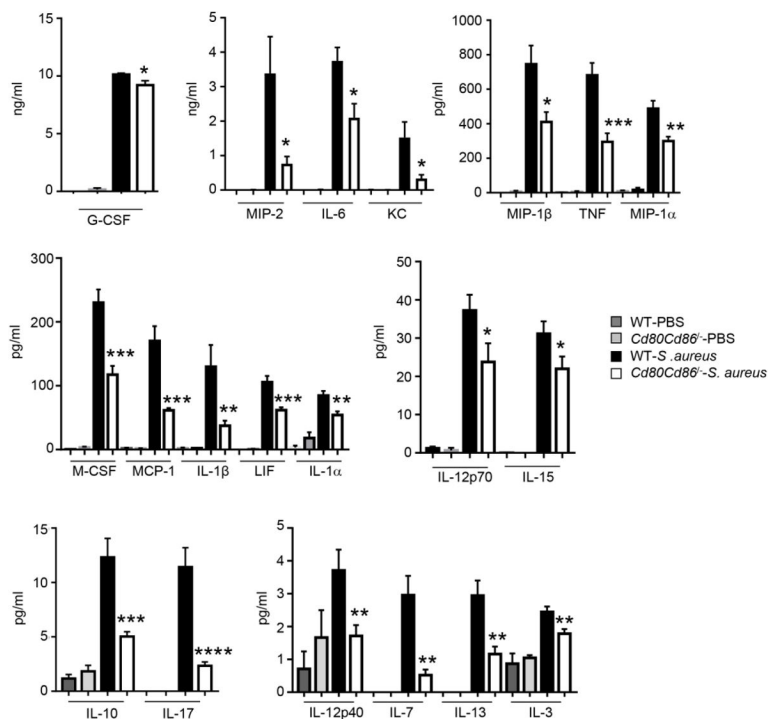 ng/ml
15
10
5
0
*
G-CSF
ng/ml
5
4
3
2
1
0
* * *
MIP-2 IL-6 KC
pg/ml
1000
800
600
400
200
0
* *** **
MIP-1β TNF MIP-1α
pg/ml
300
200
100
0
*** *** ** *** **
M-CSF MCP-1 IL-1β LIF IL-1α
pg/ml
50
40
30
20
10
0
* *
IL-12p70 IL-15
WT-PBS
Cd80Cd86/-PBS
WT-S .aureus
Cd80Cd86/-S. aureus
pg/ml
15
10
5
0
*** ****
IL-10 IL-17
pg/ml
5
4
3
2
1
0
** ** ** **
IL-12p40 IL-7 IL-13 IL-3